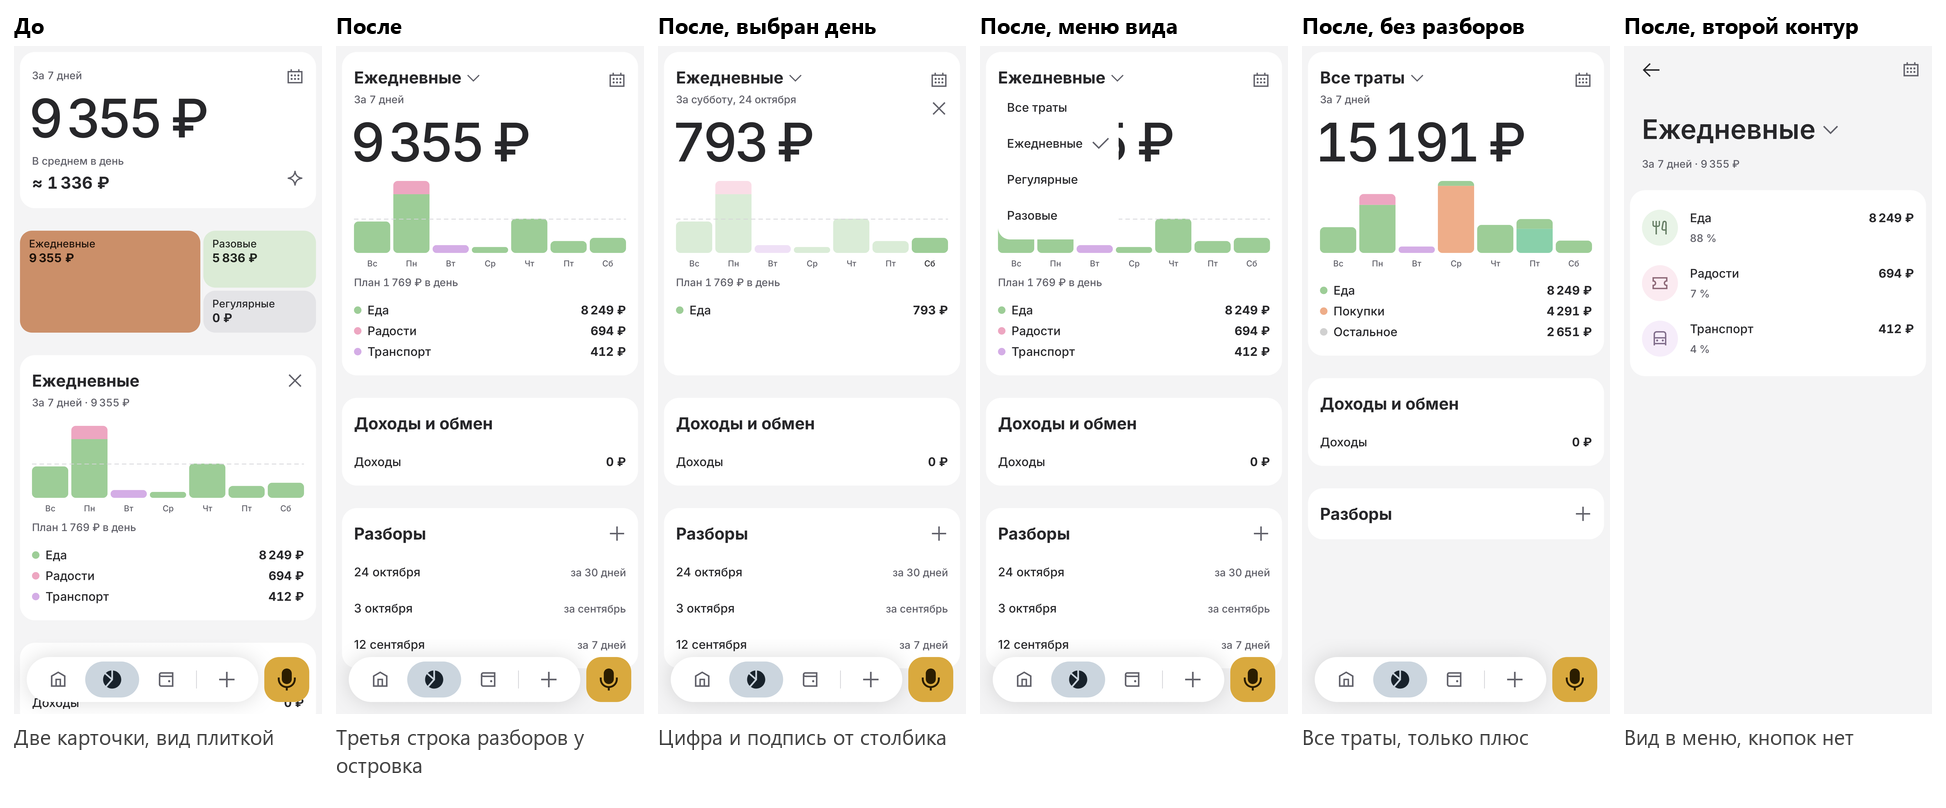 До
За 7 дней
9 355 ₽
В среднем в день
≈ 1 336 ₽
Ежедневные
9 355 ₽
Разовые
5 836 ₽
Регулярные
0 ₽
Ежедневные
За 7 дней · 9 355 ₽
Вс Пн Вт Ср Чт Пт Сб
План 1 769 ₽ в день
Еда 8 249 ₽
Радости 694 ₽
Транспорт 412 ₽
Доходы 0 ₽
Две карточки, вид плиткой
После
Ежедневные
За 7 дней
9 355 ₽
Вс Пн Вт Ср Чт Пт Сб
План 1 769 ₽ в день
Еда 8 249 ₽
Радости 694 ₽
Транспорт 412 ₽
Доходы и обмен
Доходы 0 ₽
Разборы
24 октября за 30 дней
3 октября за сентябрь
12 сентября за 7 дней
Третья строка разборов у
островка
После, выбран день
Ежедневные
За субботу, 24 октября
793 ₽
Вс Пн Вт Ср Чт Пт Сб
План 1 769 ₽ в день
Еда 793 ₽
Доходы и обмен
Доходы 0 ₽
Разборы
24 октября за 30 дней
3 октября за сентябрь
12 сентября за 7 дней
Цифра и подпись от столбика
После, меню вида
Ежедневные
Все траты
Ежедневные
Регулярные
Разовые
₽
Вс Пн Вт Ср Чт Пт Сб
План 1 769 ₽ в день
Еда 8 249 ₽
Радости 694 ₽
Транспорт 412 ₽
Доходы и обмен
Доходы 0 ₽
Разборы
24 октября за 30 дней
3 октября за сентябрь
12 сентября за 7 дней
После, без разборов
Все траты
За 7 дней
15 191 ₽
Вс Пн Вт Ср Чт Пт Сб
Еда 8 249 ₽
Покупки 4 291 ₽
Остальное 2 651 ₽
Доходы и обмен
Доходы 0 ₽
Разборы
Все траты, только плюс
После, второй контур
Ежедневные
За 7 дней · 9 355 ₽
Еда 8 249 ₽
88 %
Радости 694 ₽
7 %
Транспорт 412 ₽
4 %
Вид в меню, кнопок нет